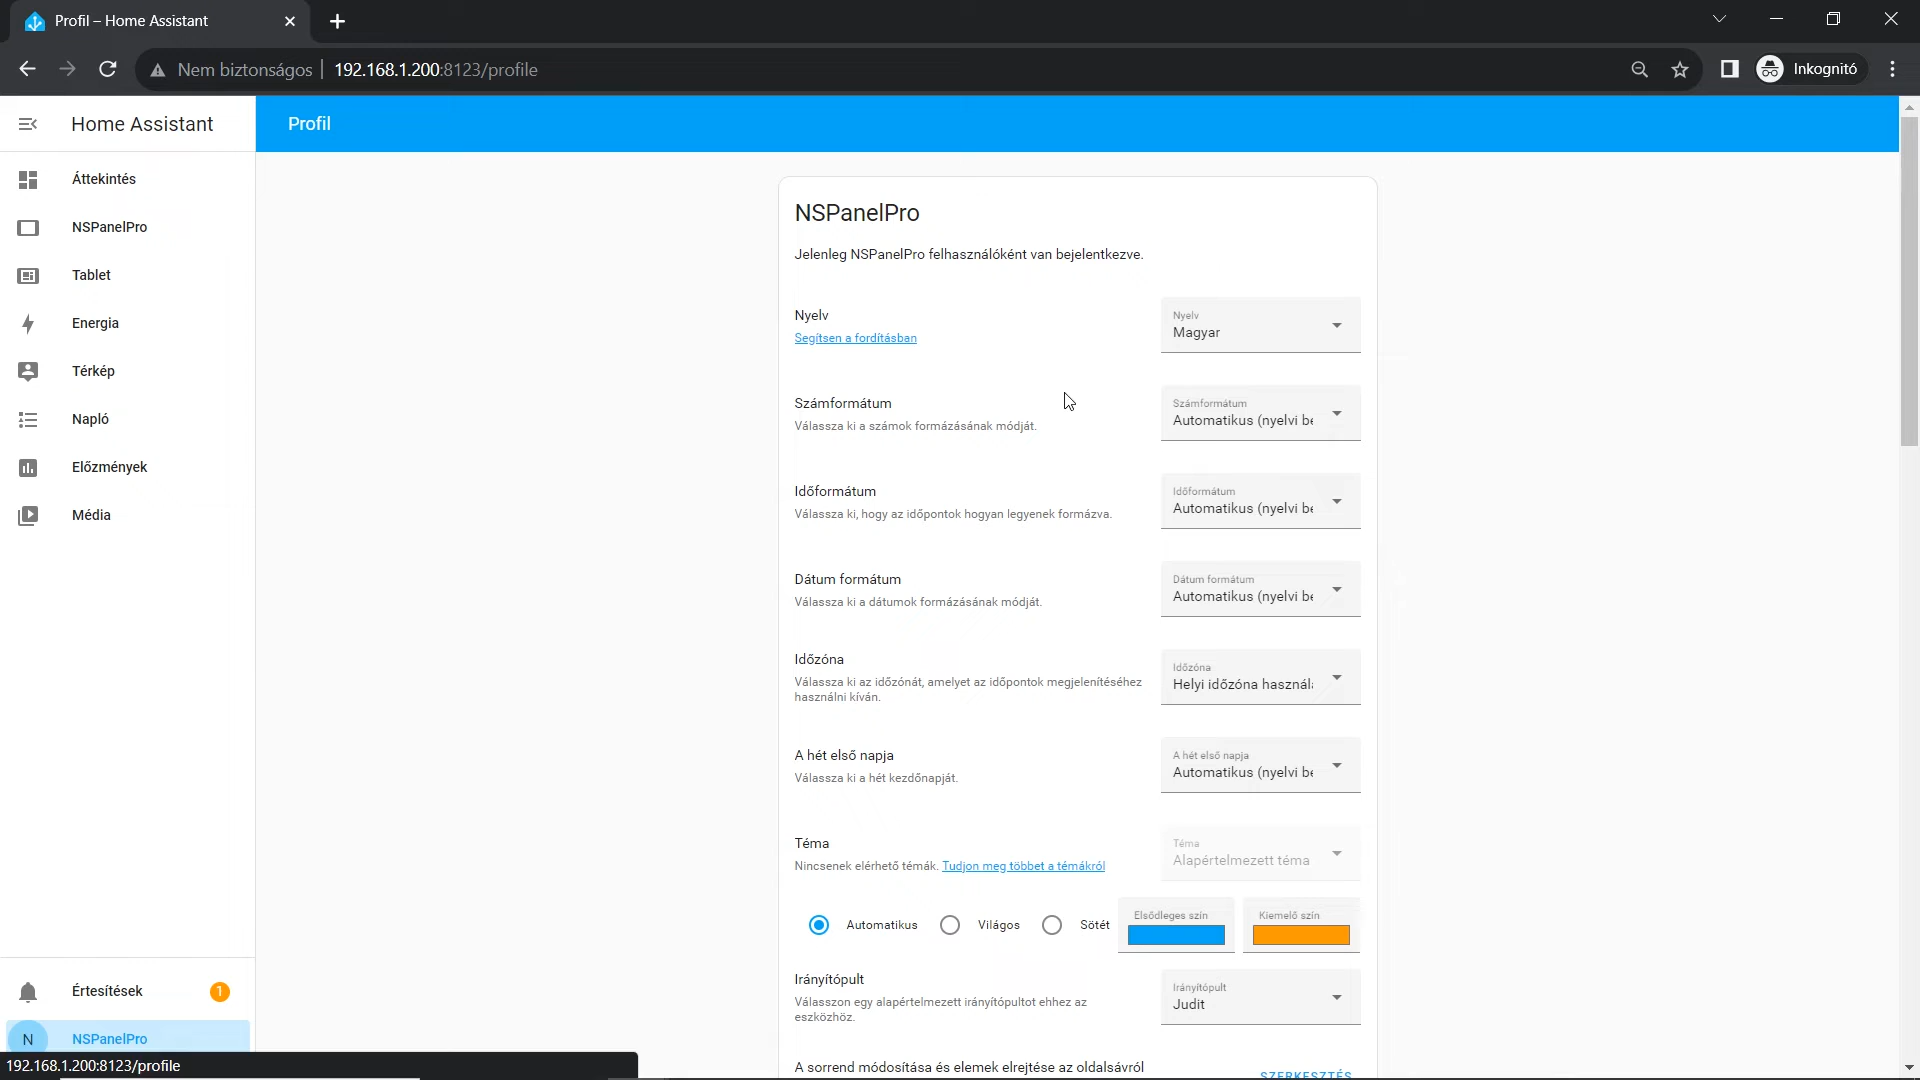 Profil – Home Assistant
Nem biztonságos
192.168.1.200:8123/profile
Inkognitó
Home Assistant
Profil
Áttekintés
NSPanelPro
Tablet
Energia
Térkép
Napló
Előzmények
Média
Értesítések
1
N
NSPanelPro
192.168.1.200:8123/profile
NSPanelPro
Jelenleg NSPanelPro felhasználóként van bejelentkezve.
Nyelv
Segítsen a fordításban
Nyelv
Magyar
Számformátum
Válassza ki a számok formázásának módját.
Számformátum
Automatikus (nyelvi be
Időformátum
Válassza ki, hogy az időpontok hogyan legyenek formázva.
Időformátum
Automatikus (nyelvi be
Dátum formátum
Válassza ki a dátumok formázásának módját.
Dátum formátum
Automatikus (nyelvi be
Időzóna
Válassza ki az időzónát, amelyet az időpontok megjelenítéséhez
használni kíván.
Időzóna
Helyi időzóna használa
A hét első napja
Válassza ki a hét kezdőnapját.
A hét első napja
Automatikus (nyelvi be
Téma
Nincsenek elérhető témák. Tudjon meg többet a témákról
Téma
Alapértelmezett téma
Automatikus
Világos
Sötét
Elsődleges szín
Kiemelő szín
Irányítópult
Válasszon egy alapértelmezett irányítópultot ehhez az
eszközhöz.
Irányítópult
Judit
A sorrend módosítása és elemek elrejtése az oldalsávról
SZERKESZTÉS